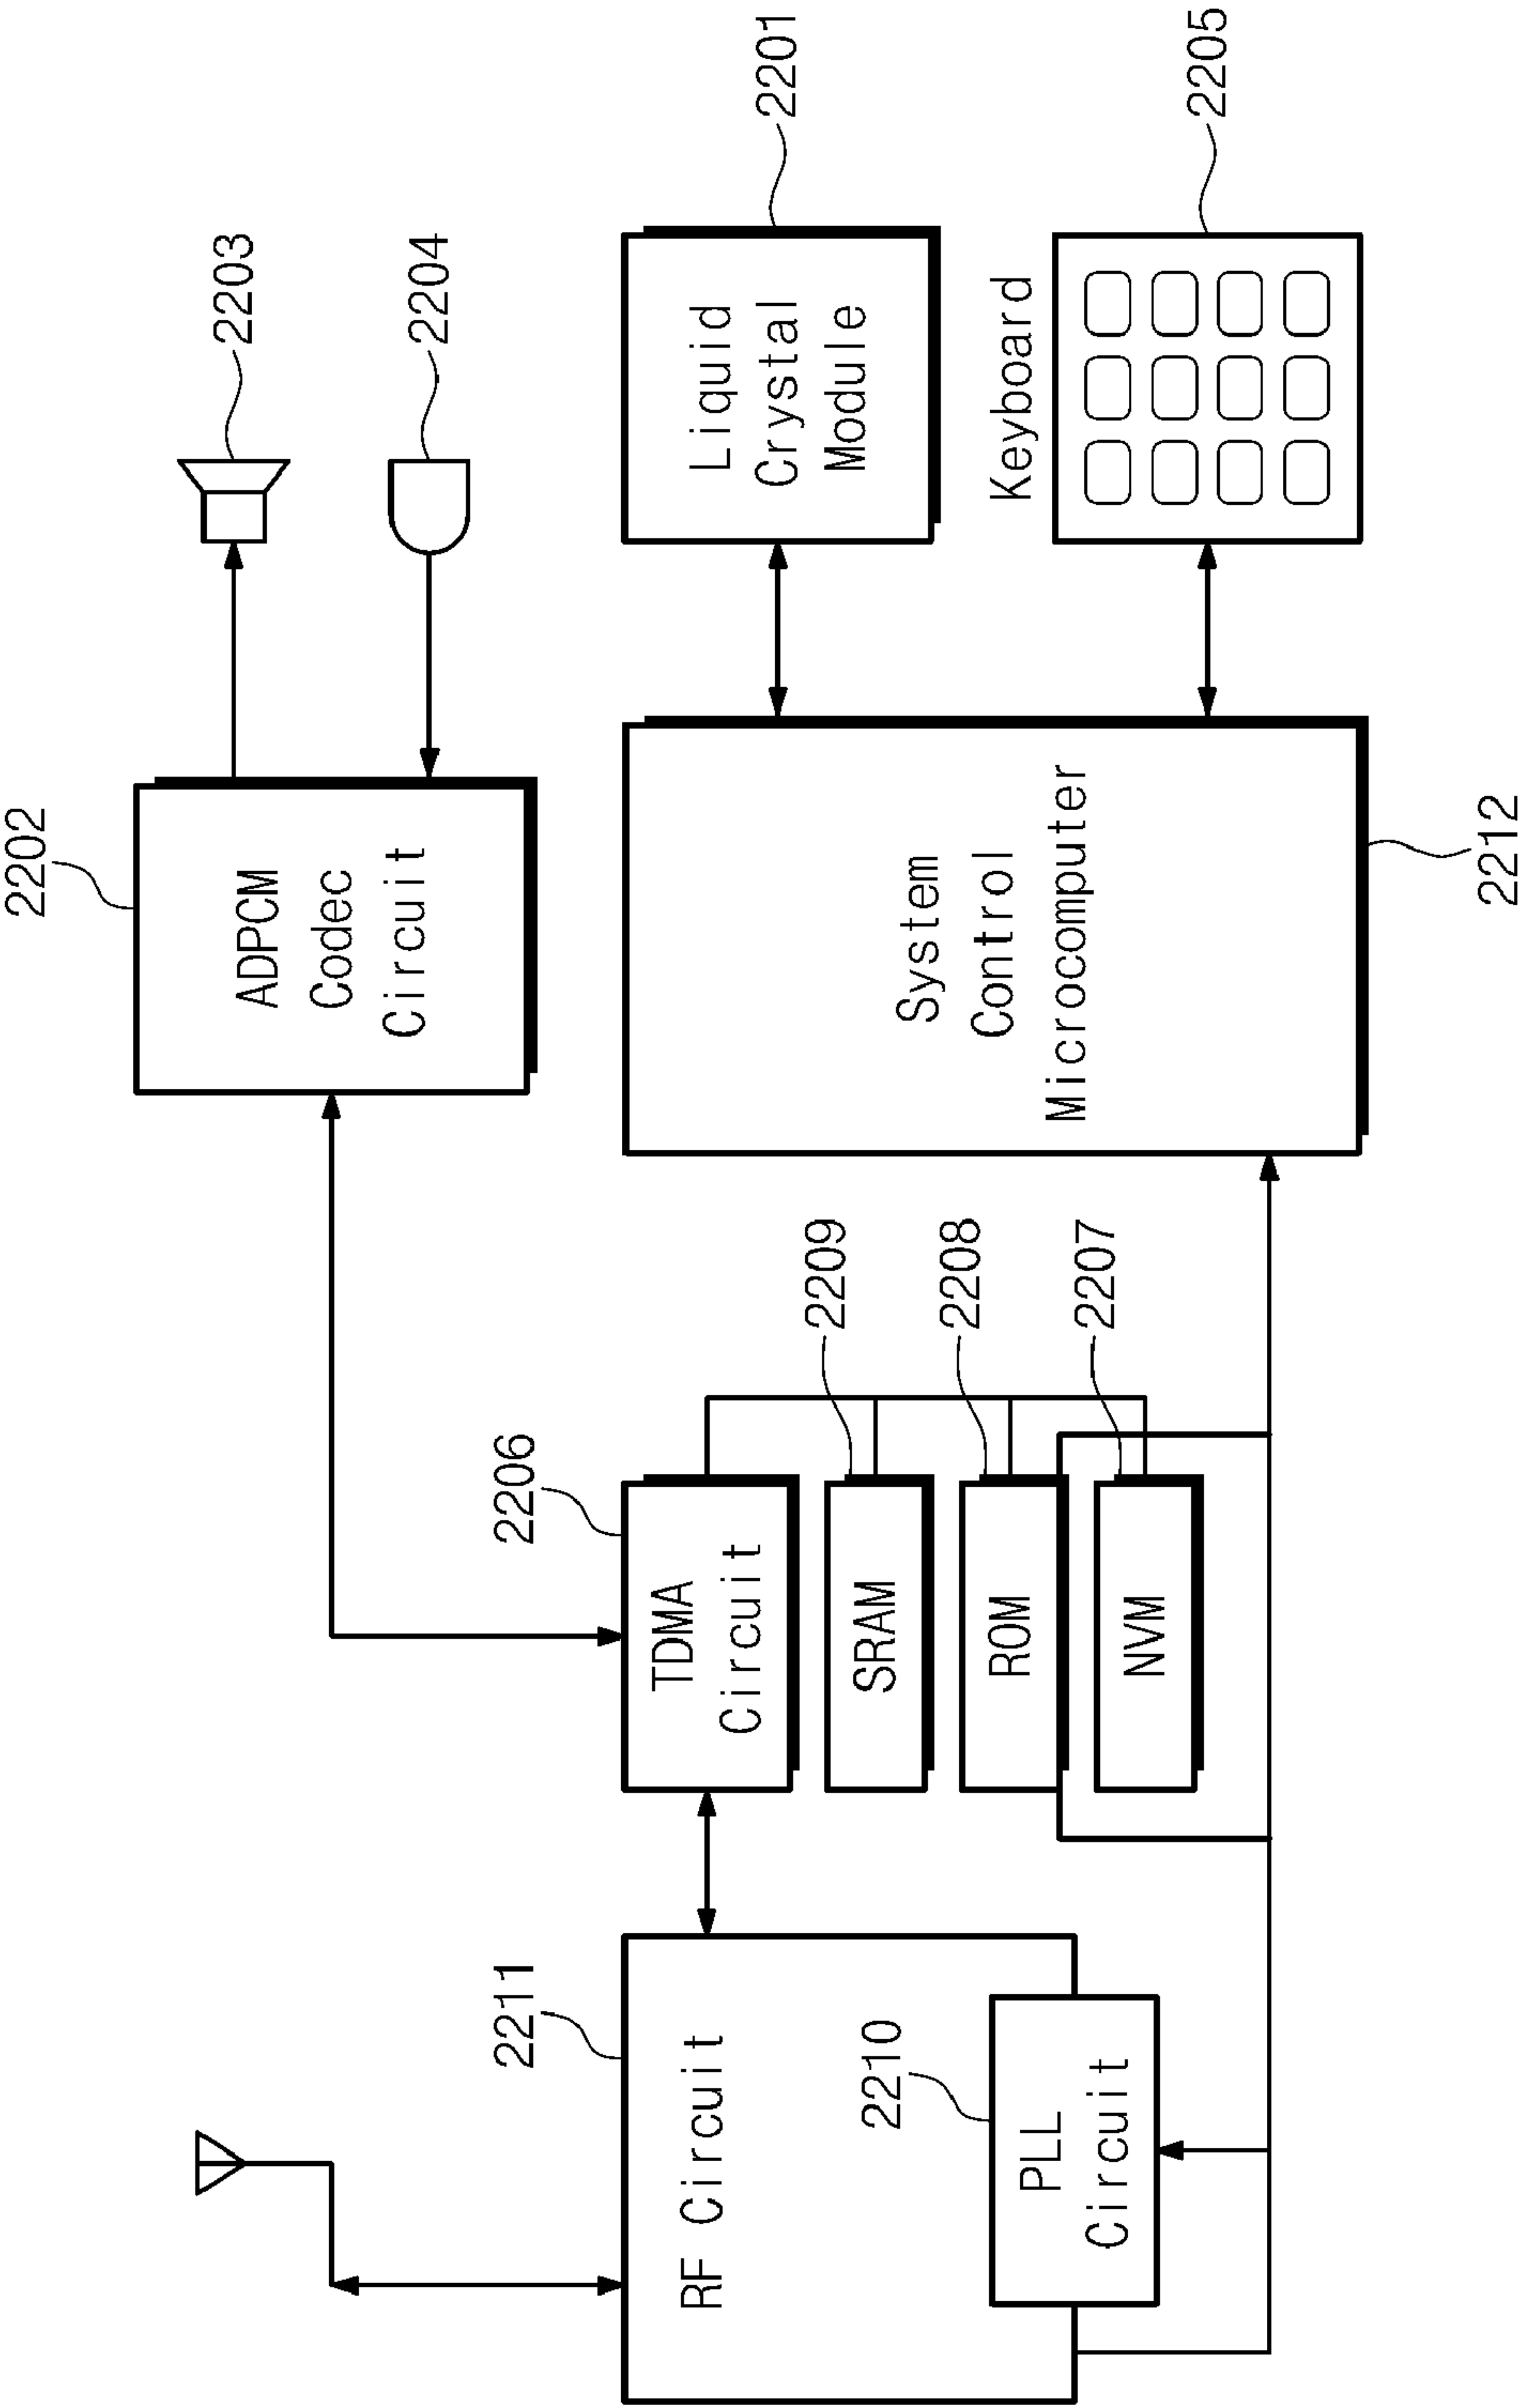 2202
ADPCM
Codec
Circuit
2203
2204
2211
RF Circuit
2210
PLL
Circuit
2206
TDMA
Circuit
SRAM
2209
ROM
2208
NVM
2207
System
Control
Microcomputer
2212
Liquid
Crystal
Module
2201
Keyboard
2205